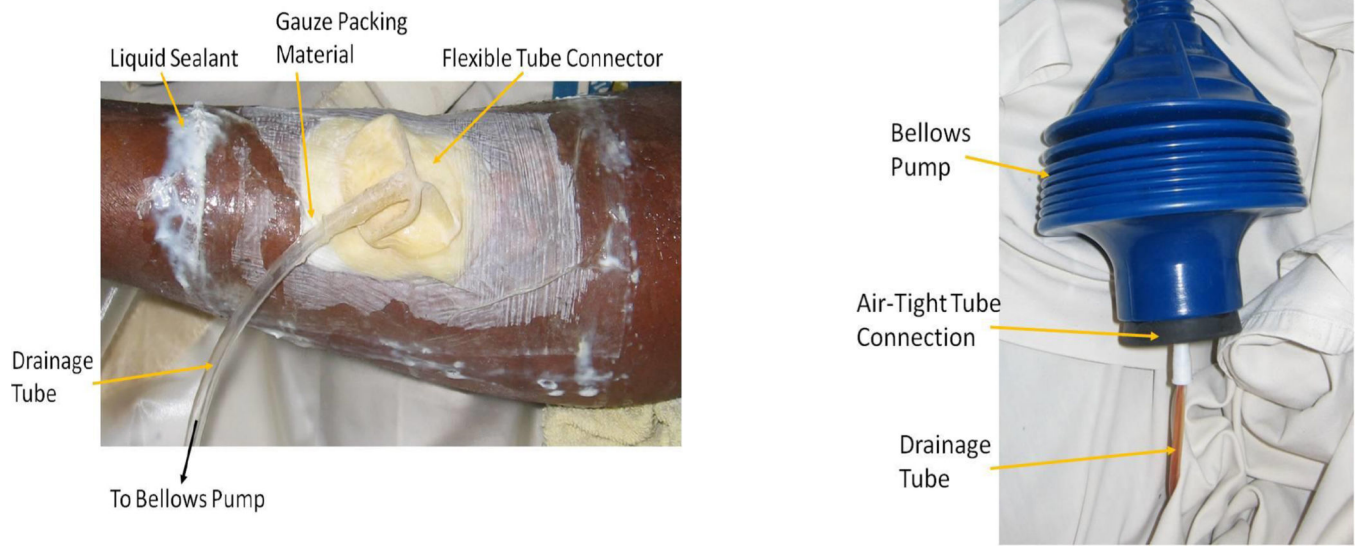 Gauze Packing
Material
Liquid Sealant
Flexible Tube Connector
Drainage
Tube
To Bellows Pump
Bellows
Pump
Air-Tight Tube
Connection
Drainage
Tube